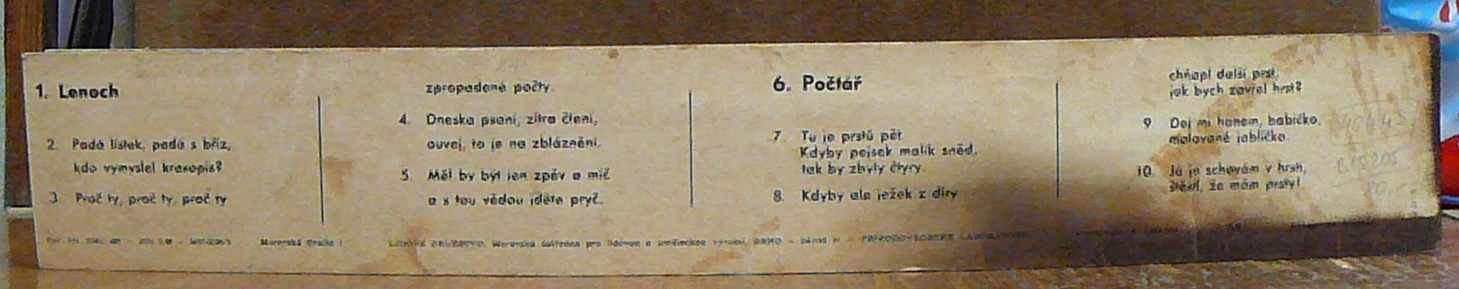 1. Lenoch
2. Padá lístek, padá s bříz,
kdo vymyslel krasopis?
3. Proč ty, proč ty, proč ty
zpropadené počty.
4. Dneska psaní, zítra čtení,
ouvej, to je na zbláznění.
5. Měl by být jen zpěv a míč
a s tou vědou jděte pryč.
6. Počtář
7. Tu je prstů pět.
Kdyby pejsek malík sněd,
tak by zbyly čtyry.
8. Kdyby ale ježek z díry
chňapl další prst,
jak bych zavřel hrst?
9 Dej mi honem, babičko,
malované jablíčko.
10. Já je schovám v hrsti,
štěstí, že mám prsty!
Moravská Grafia